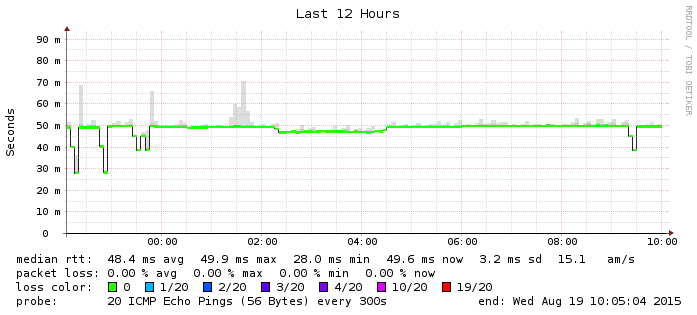 Last 12 Hours
RRDTOOL / TOBI OETIKER
Seconds
90 m
80 m
70 m
60 m
50 m
40 m
30 m
20 m
10 m
0
00:00 02:00 04:00 06:00 08:00 10:00
median rtt: 48.4 ms avg 49.9 ms max 28.0 ms min 49.6 ms now 3.2 ms sd 15.1 am/s
packet loss: 0.00 % avg 0.00 % max 0.00 % min 0.00 % now
loss color: 0 1/20 2/20 3/20 4/20 10/20 19/20
probe: 20 ICMP Echo Pings (56 Bytes) every 300s end: Wed Aug 19 10:05:04 2015